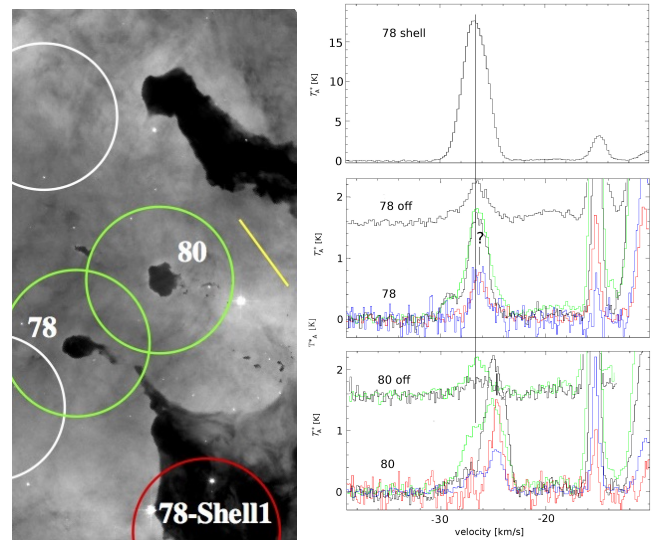 80
78
78-Shell1
78 shell
T*A [K]
15
10
5
0
78 off
T*A [K]
2
1
0
?
78
T*A [K]
80 off
T*A [K]
2
1
0
80
-30
-20
velocity [km/s]